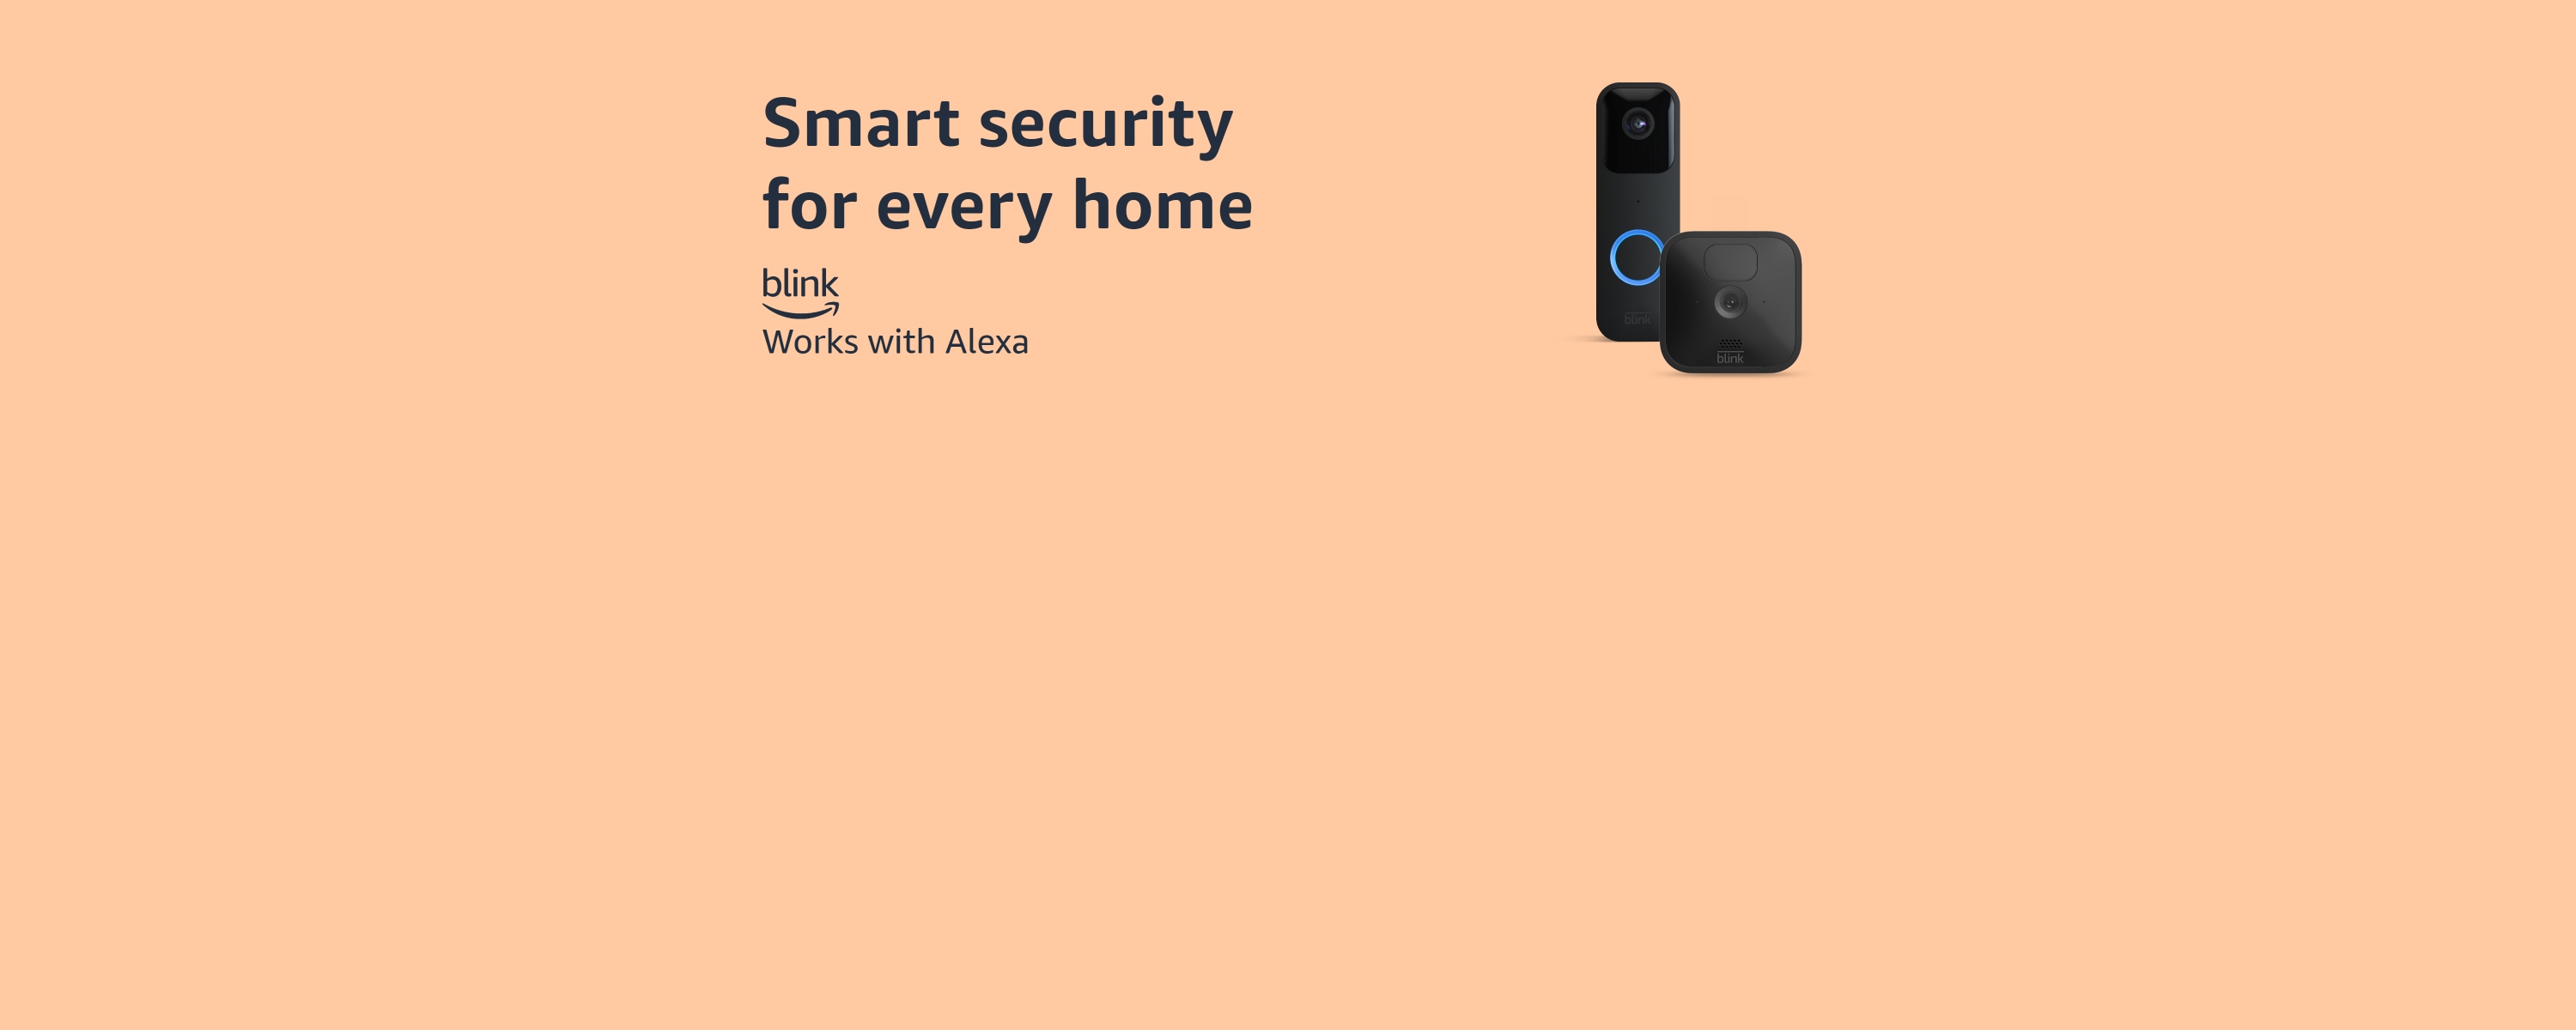 Smart security
for every home
blink
Works with Alexa
blink
blink